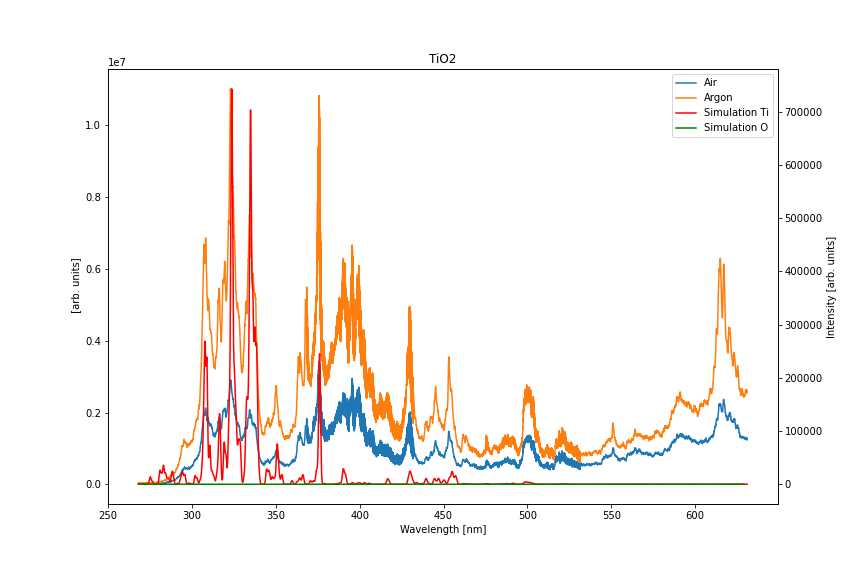 TiO2
1e7
Air
Argon
Simulation Ti
Simulation O
[arb. units]
1.0
0.8
0.6
0.4
0.2
0.0
700000
600000
500000
400000
300000
200000
100000
0
Intensity [arb. units]
250
300
350
400
450
500
550
600
Wavelength [nm]